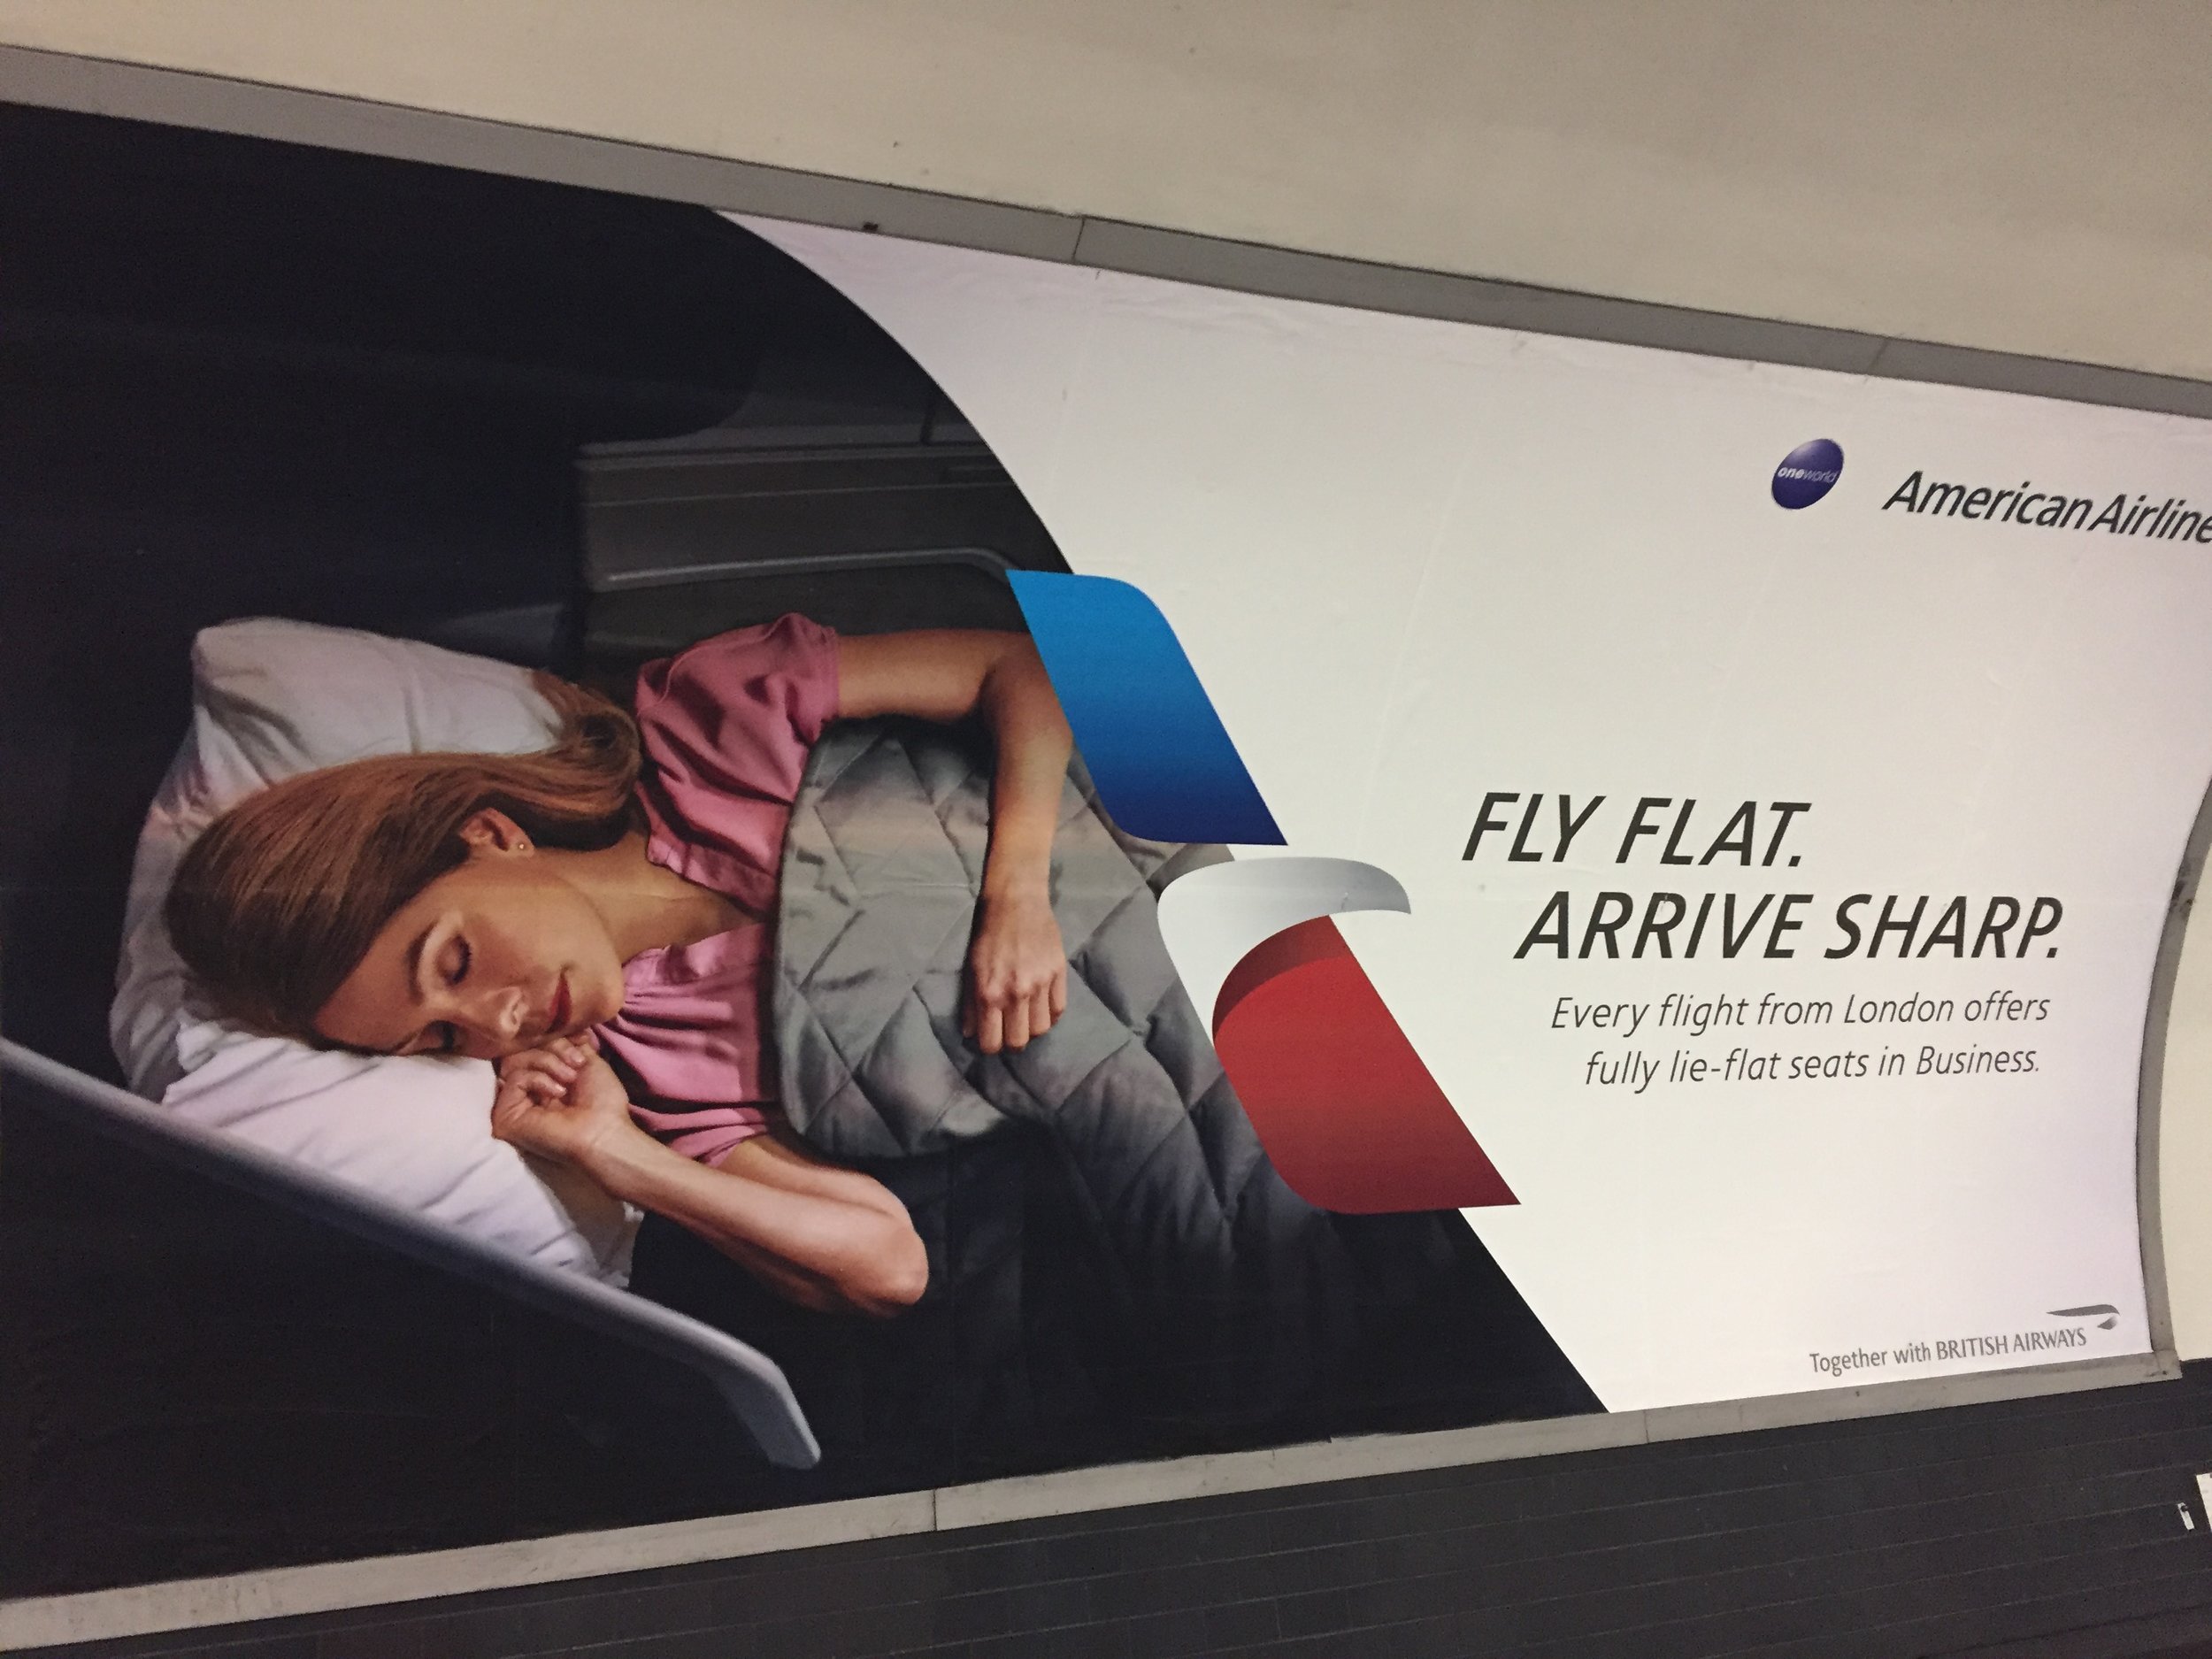 oneworld
American Airline
FLY FLAT.
ARRIVE SHARP.
Every flight from London offers
fully lie-flat seats in Business.
Together with BRITISH AIRWAYS